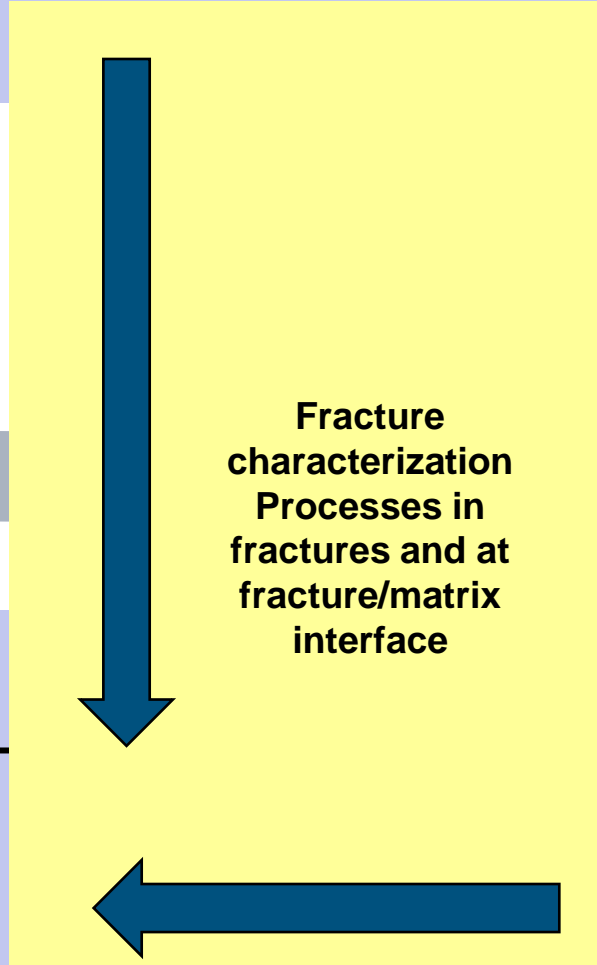 Fracture
characterization
Processes in
fractures and at
fracture/matrix
interface